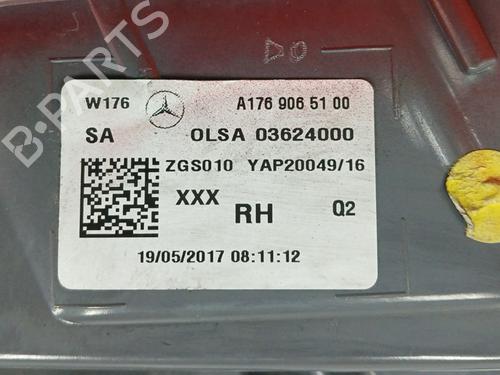 W176 A176 906 51 00
SA OLSA 03624000
ZGS010 YAP20049/16
XXX RH Q2
19/05/2017 08:11:12
B-PARTS